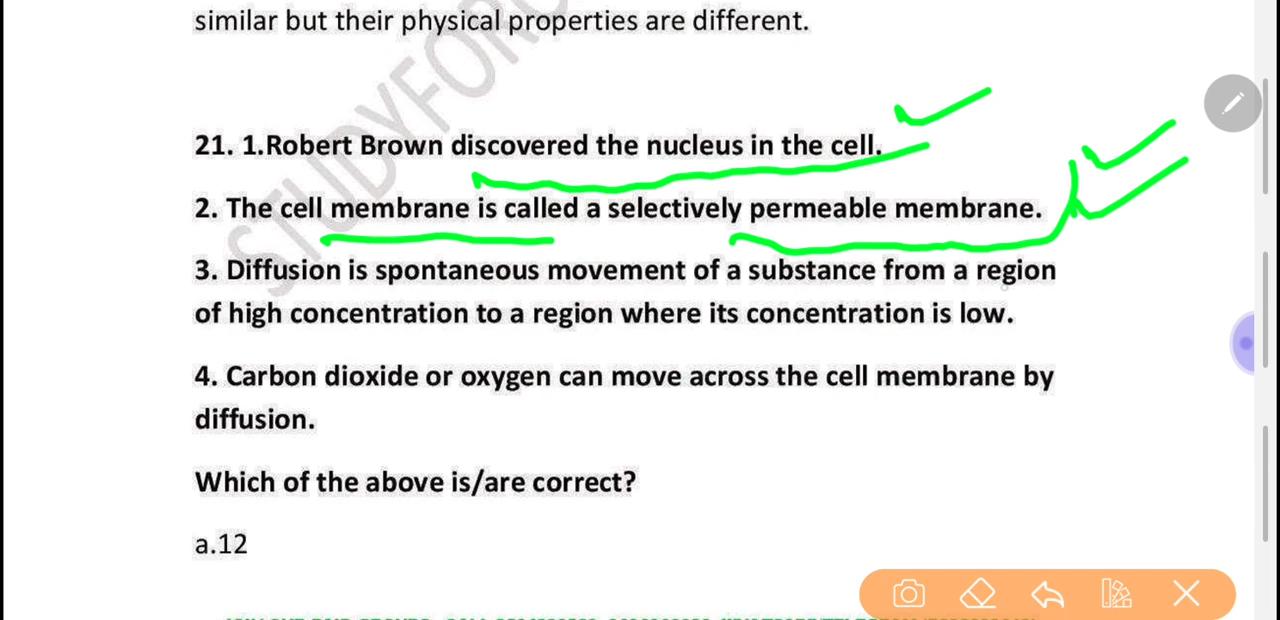 similar but their physical properties are different.
21. 1.Robert Brown discovered the nucleus in the cell.
2. The cell membrane is called a selectively permeable membrane.
3. Diffusion is spontaneous movement of a substance from a region
of high concentration to a region where its concentration is low.
4. Carbon dioxide or oxygen can move across the cell membrane by
diffusion.
Which of the above is/are correct?
a.12